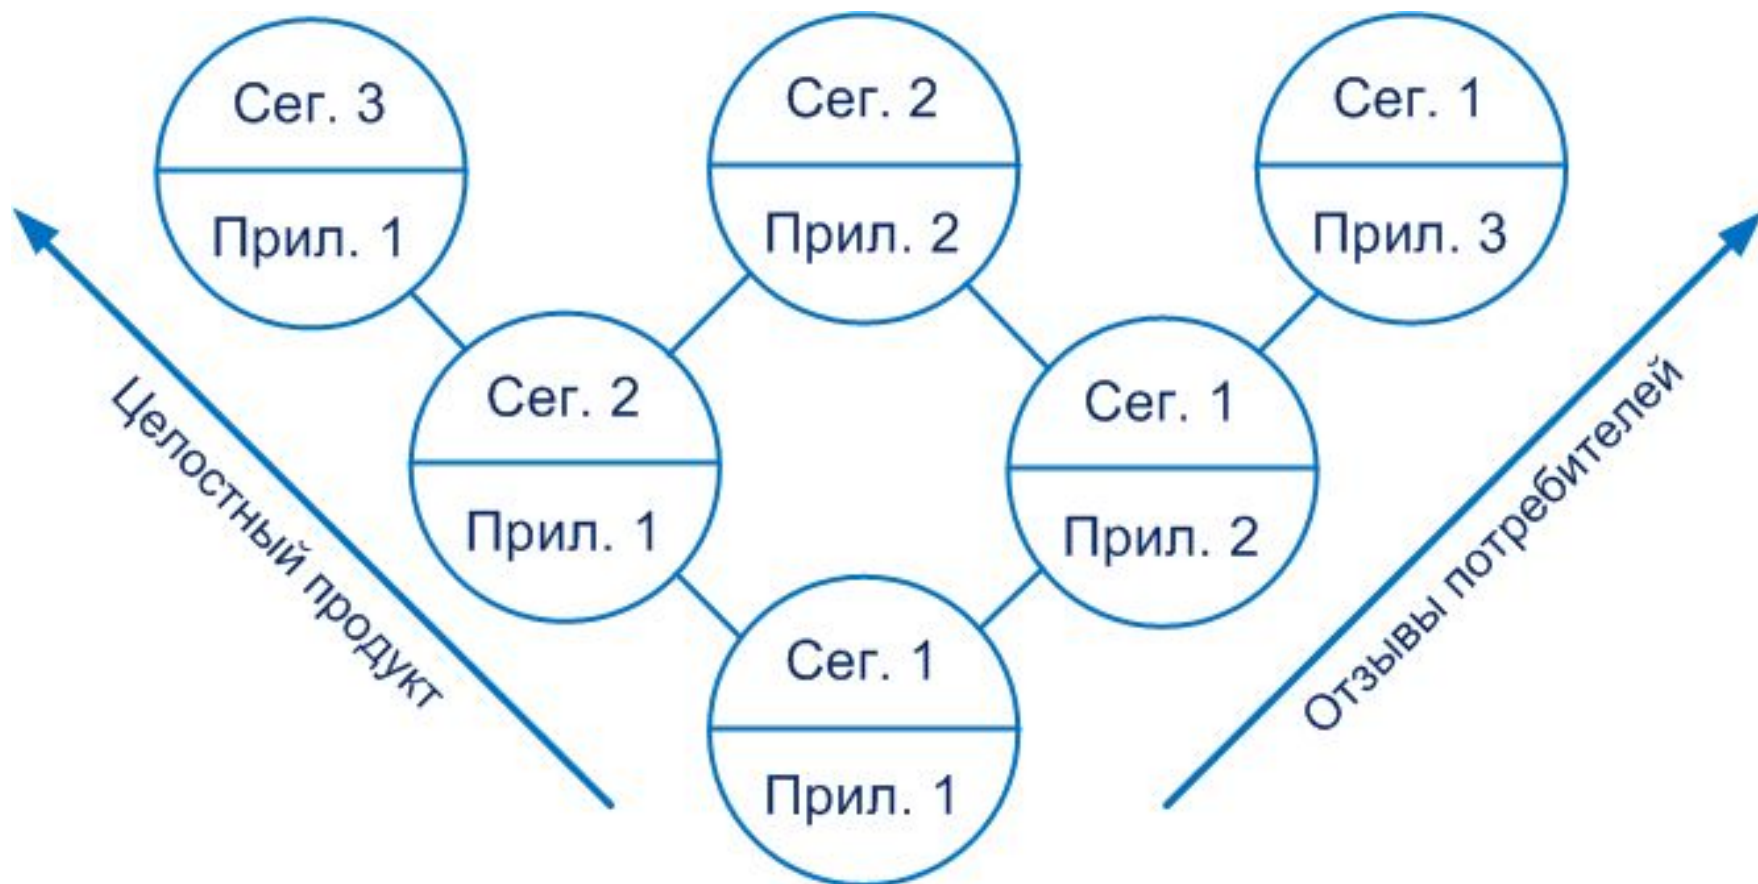 Сег. 3
Прил. 1
Сег. 2
Прил. 2
Сег. 1
Прил. 3
Сег. 2
Прил. 1
Сег. 1
Прил. 2
Сег. 1
Прил. 1
Целостный продукт
Отзывы потребителей